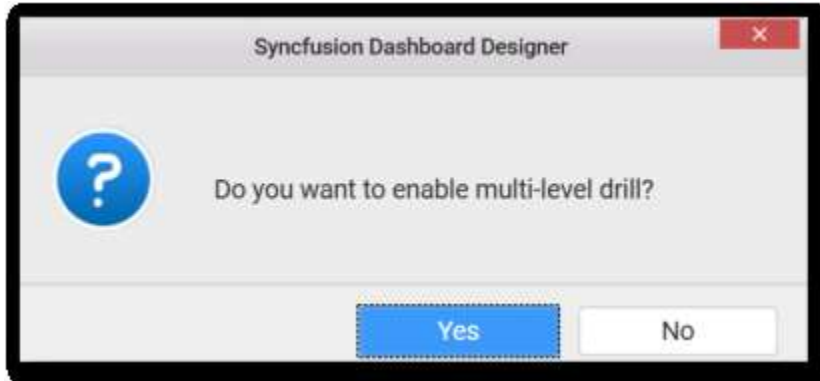 Syncfusion Dashboard Designer
Do you want to enable multi-level drill?
Yes No